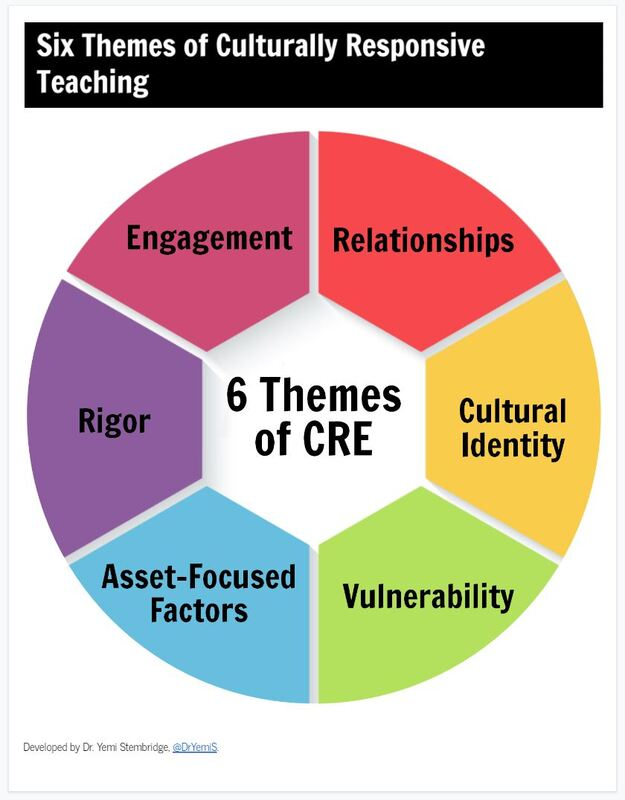 Six Themes of Culturally Responsive
Teaching
Engagement
Relationships
Rigor
6 Themes
of CRE
Cultural
Identity
Asset-Focused
Factors
Vulnerability
Developed by Dr. Yemi Stembridge, @DrYemiS.